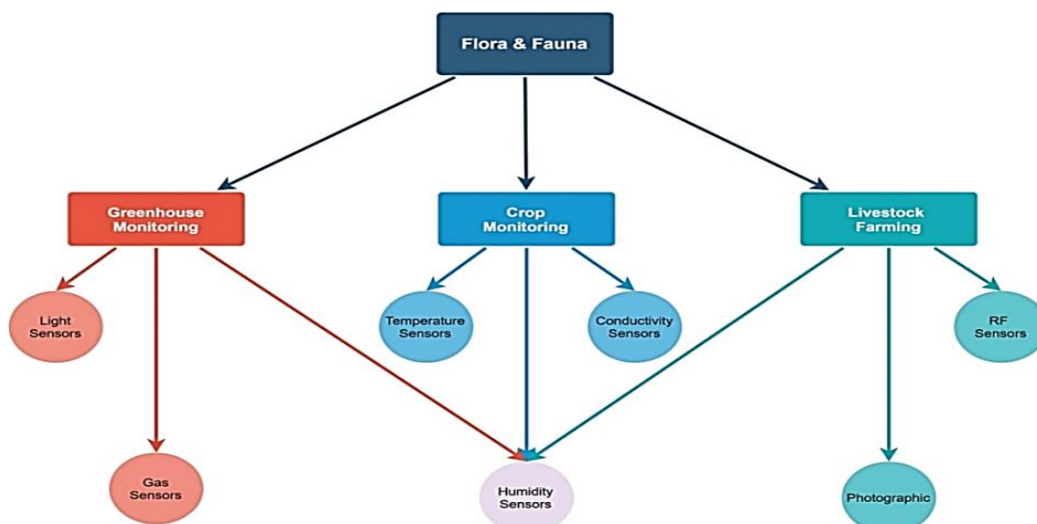 Flora & Fauna
Greenhouse
Monitoring
Crop
Monitoring
Livestock
Farming
Light
Sensors
Temperature
Sensors
Conductivity
Sensors
RF
Sensors
Gas
Sensors
Humidity
Sensors
Photographic